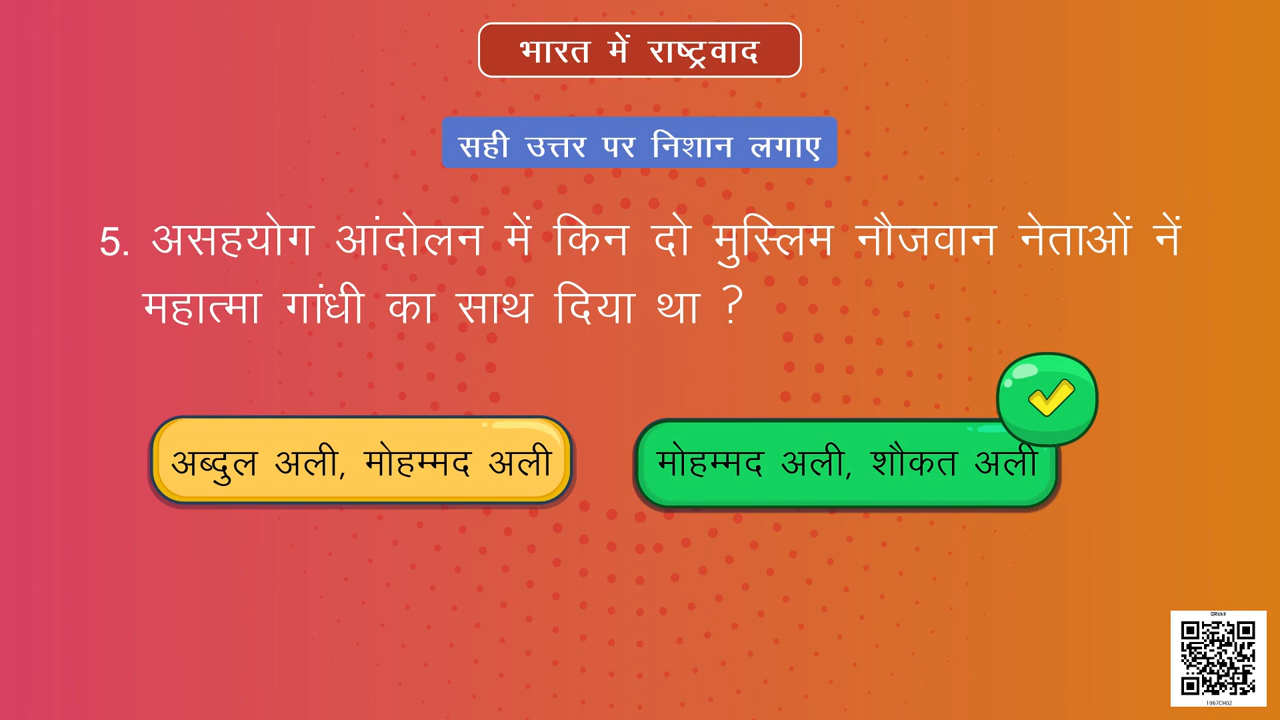 भारत में राष्ट्रवाद
सही उत्तर पर निशान लगाए
5. असहयोग आंदोलन में किन दो मुस्लिम नौजवान नेताओं नें
महात्मा गांधी का साथ दिया था ?
अब्दुल अली, मोहम्मद अली
मोहम्मद अली, शौकत अली
1067CH02